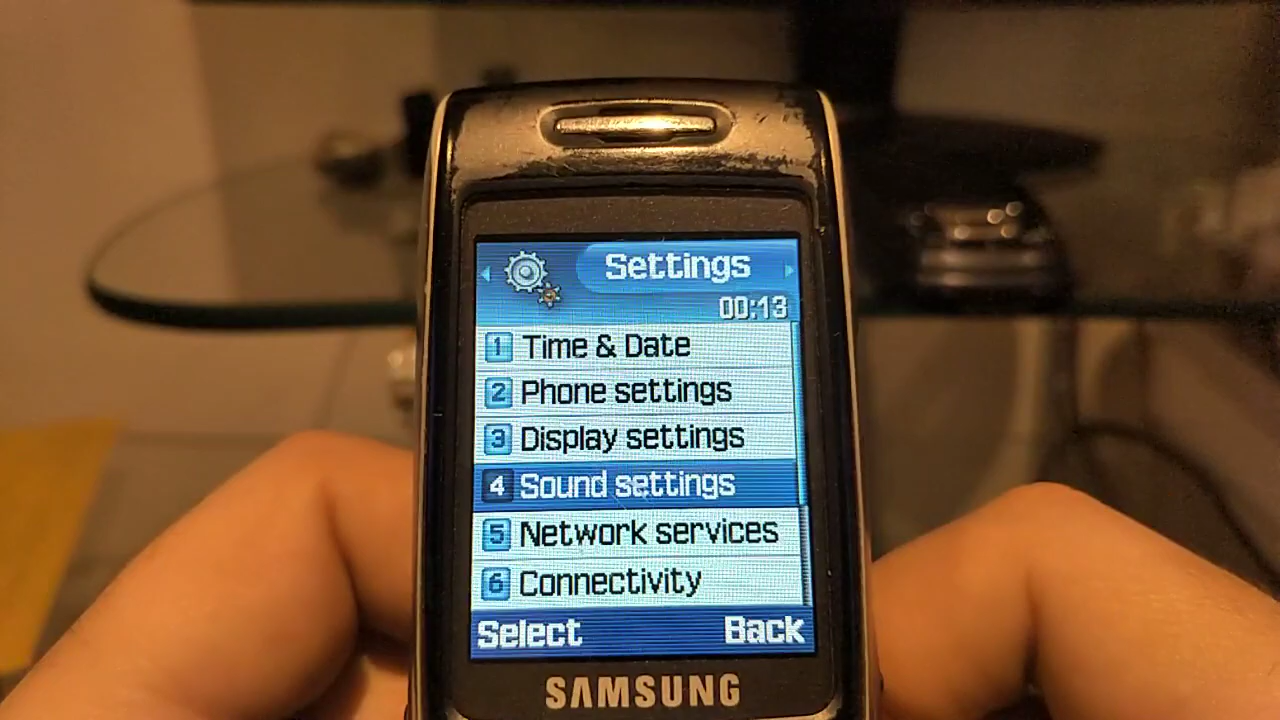 Settings
00:13
1 Time & Date
2 Phone settings
3 Display settings
4 Sound settings
5 Network services
6 Connectivity
Select Back
SAMSUNG